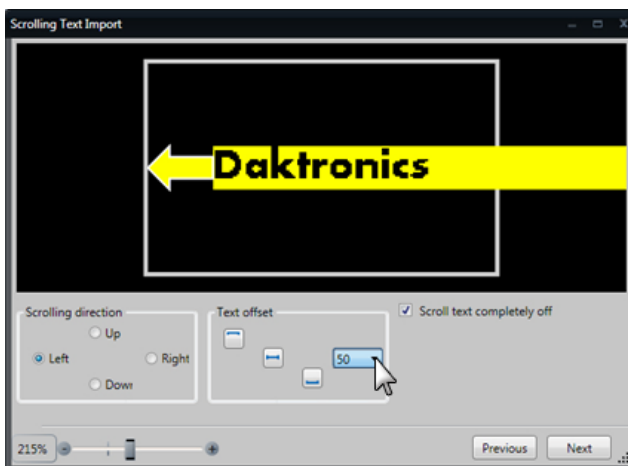 Scrolling Text Import
Daktronics
Scrolling direction
Up
Left
Right
Down
Text offset
50
Scroll text completely off
215%
Previous
Next